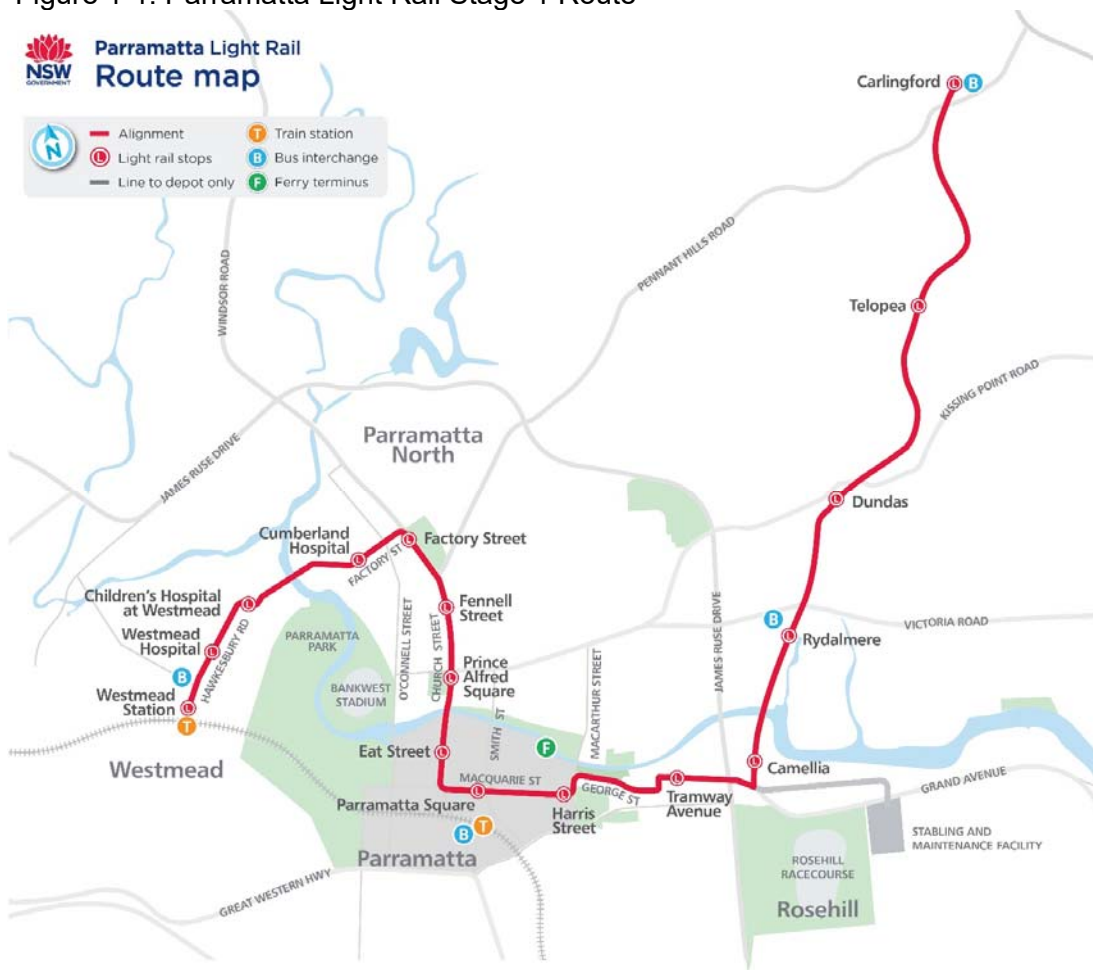 Figure 1-1: Parramatta Light Rail Stage 1 Route
NSW
GOVERNMENT
Parramatta Light Rail
Route map
N
Alignment
L Light rail stops
Line to depot only
T Train station
B Bus interchange
F Ferry terminus
Carlingford L B
WINDSOR ROAD
PENNANT HILLS ROAD
Telopea L
KISSING POINT ROAD
JAMES RUSE DRIVE
Parramatta
North
L Dundas
Cumberland
Hospital L
FACTORY ST
L Factory Street
Children's Hospital
at Westmead L
L Fennell
Street
Westmead
Hospital L
HAWKESBURY RD
PARRAMATTA
PARK
O'CONNELL STREET
CHURCH STREET
B
L Rydalmere
VICTORIA ROAD
JAMES RUSE DRIVE
B
Westmead
Station L
T
BANKWEST
STADIUM
L Prince
Alfred
Square
SMITH ST
MACARTHUR STREET
Westmead
Eat Street L
F
L Camellia
MACQUARIE ST
GEORGE ST
GRAND AVENUE
Parramatta Square L
L
Harris
Street
L
Tramway
Avenue
B T
Parramatta
STABLING AND
MAINTENANCE FACILITY
ROSEHILL
RACECOURSE
GREAT WESTERN HWY
Rosehill